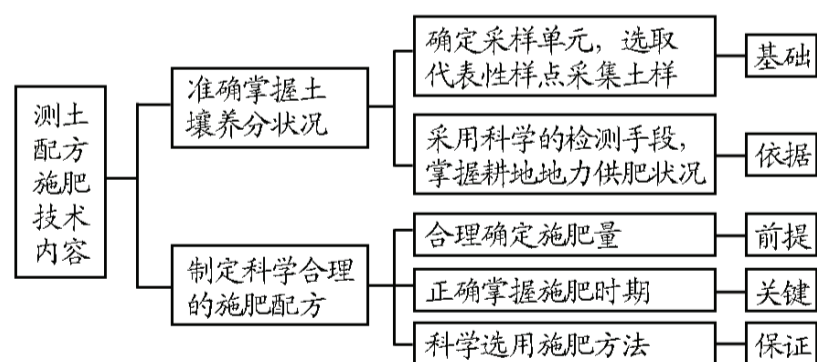 测土
配方
施肥
技术
内容
准确掌握土
壤养分状况
确定采样单元，选取
代表性样点采集土样
基础
采用科学的检测手段，
掌握耕地地力供肥状况
依据
制定科学合理
的施肥配方
合理确定施肥量
前提
正确掌握施肥时期
关键
科学选用施肥方法
保证